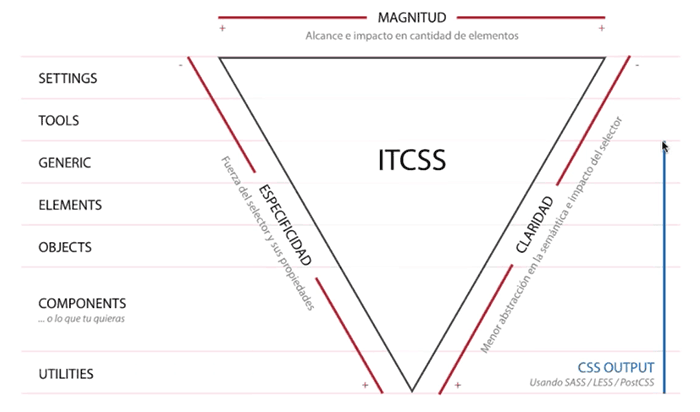 MAGNITUD
+ +
Alcance e impacto en cantidad de elementos
- -
SETTINGS
TOOLS
GENERIC
ELEMENTS
OBJECTS
COMPONENTS
... o lo que tu quieras
UTILITIES
ITCSS
ESPECIFICIDAD
Fuerza del selector y sus propiedades
CLARIDAD
Menor abstracción en la semántica e impacto del selector
+ +
CSS OUTPUT
Usando SASS / LESS / PostCSS